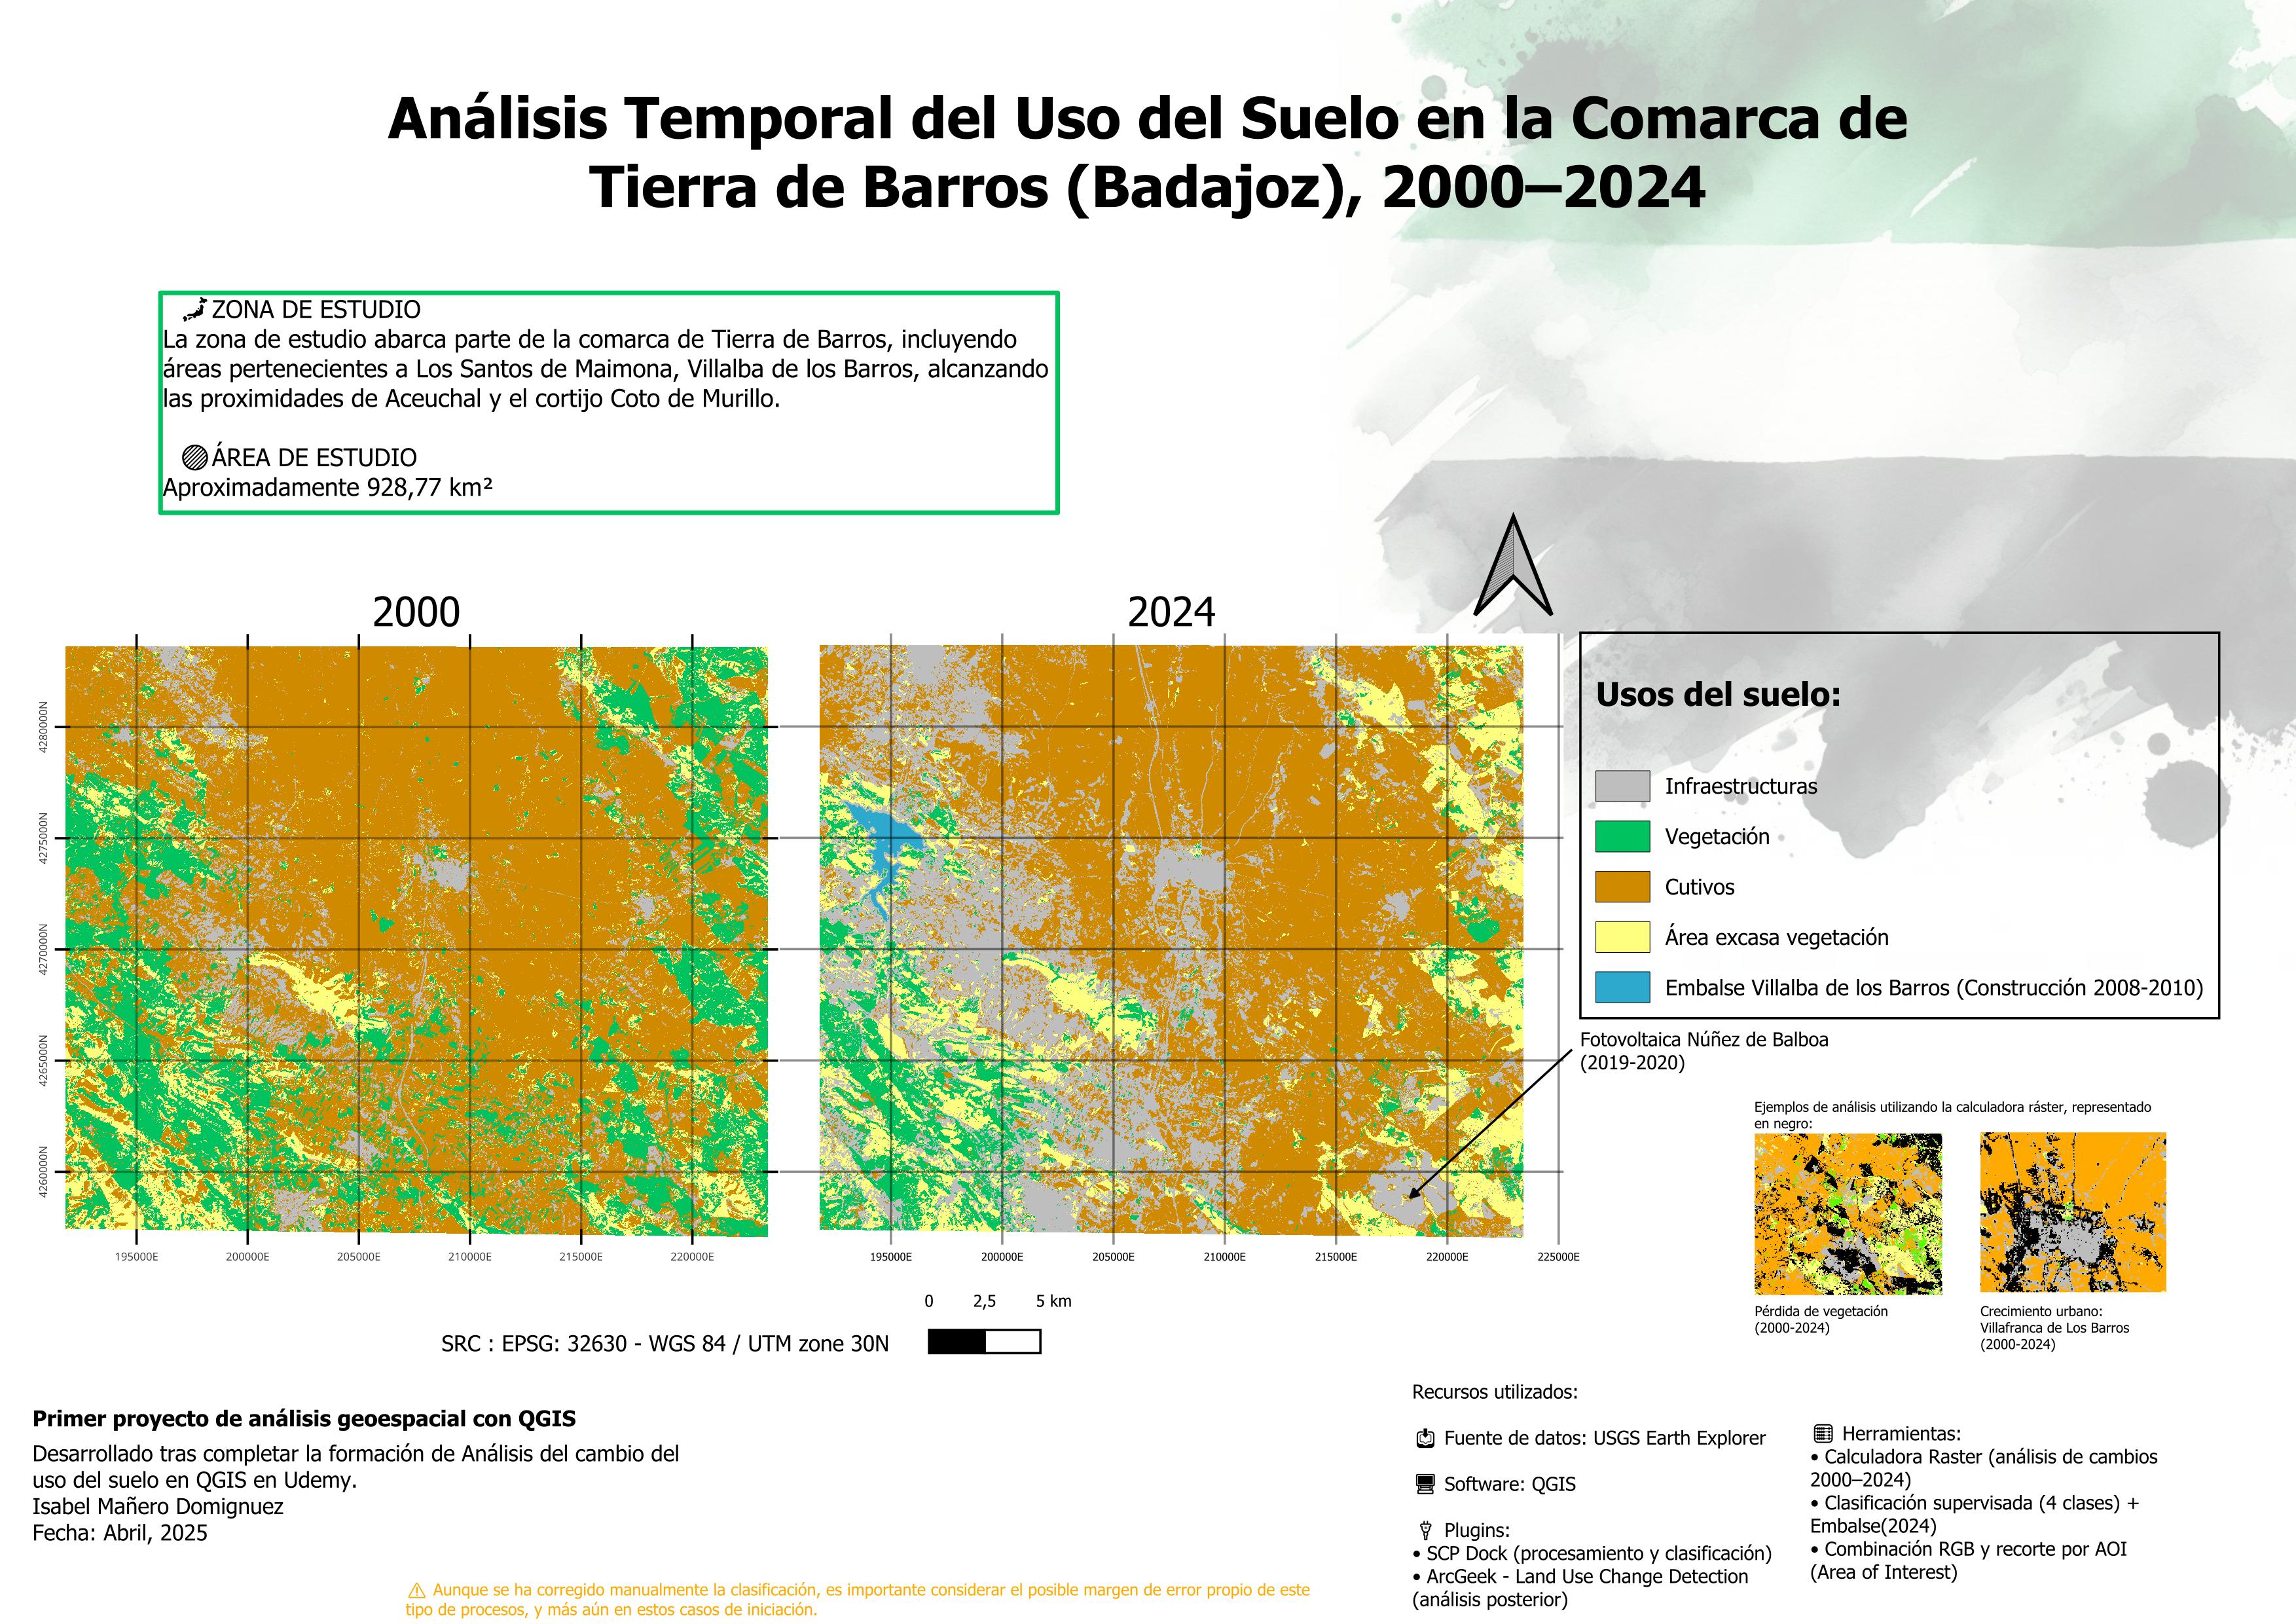 Análisis Temporal del Uso del Suelo en la Comarca de
Tierra de Barros (Badajoz), 2000–2024
ZONA DE ESTUDIO
La zona de estudio abarca parte de la comarca de Tierra de Barros, incluyendo
áreas pertenecientes a Los Santos de Maimona, Villalba de los Barros, alcanzando
las proximidades de Aceuchal y el cortijo Coto de Murillo.
ÁREA DE ESTUDIO
Aproximadamente 928,77 km²
2000
4280000N
4275000N
4270000N
4265000N
4260000N
195000E
200000E
205000E
210000E
215000E
220000E
2024
195000E
200000E
205000E
210000E
215000E
220000E
225000E
Usos del suelo:
Infraestructuras
Vegetación
Cutivos
Área excasa vegetación
Embalse Villalba de los Barros (Construcción 2008-2010)
Fotovoltaica Núñez de Balboa
(2019-2020)
Ejemplos de análisis utilizando la calculadora ráster, representado
en negro:
Pérdida de vegetación
(2000-2024)
Crecimiento urbano:
Villafranca de Los Barros
(2000-2024)
0 2,5 5 km
SRC : EPSG: 32630 - WGS 84 / UTM zone 30N
Primer proyecto de análisis geoespacial con QGIS
Desarrollado tras completar la formación de Análisis del cambio del
uso del suelo en QGIS en Udemy.
Isabel Mañero Domignuez
Fecha: Abril, 2025
Recursos utilizados:
Fuente de datos: USGS Earth Explorer
Software: QGIS
Plugins:
• SCP Dock (procesamiento y clasificación)
• ArcGeek - Land Use Change Detection
(análisis posterior)
Herramientas:
• Calculadora Raster (análisis de cambios
2000–2024)
• Clasificación supervisada (4 clases) +
Embalse(2024)
• Combinación RGB y recorte por AOI
(Area of Interest)
⚠ Aunque se ha corregido manualmente la clasificación, es importante considerar el posible margen de error propio de este
tipo de procesos, y más aún en estos casos de iniciación.